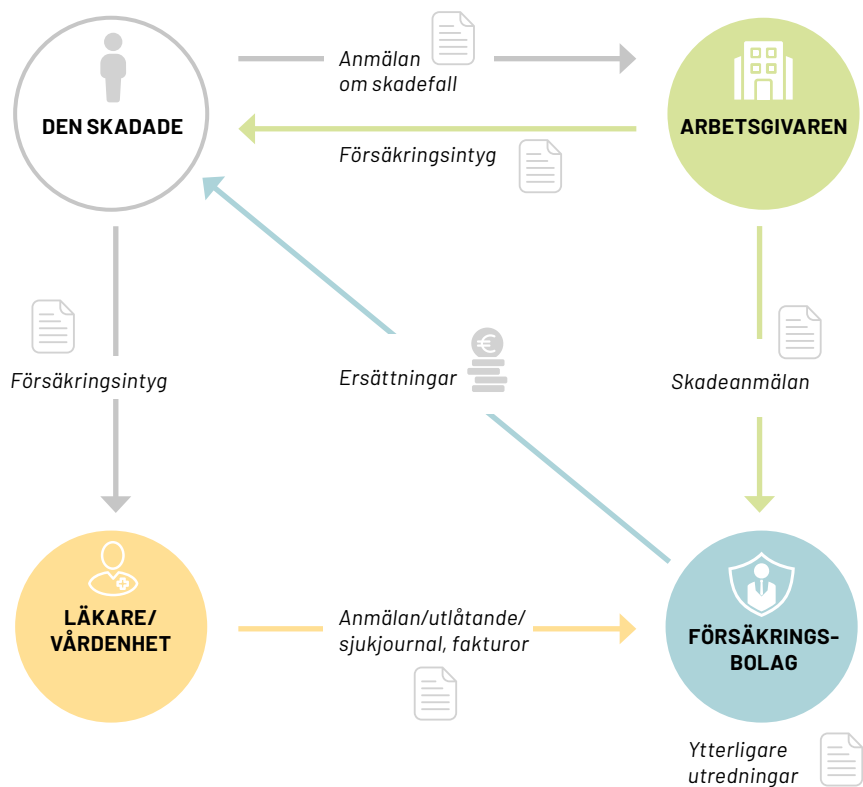 Anmälan
om skadefall
DEN SKADADE
ARBETSGIVAREN
Försäkringsintyg
Försäkringsintyg
Ersättningar
€
Skadeanmälan
LÄKARE/
VÅRDENHET
Anmälan/utlåtande/
sjukjournal, fakturor
FÖRSÄKRINGS-
BOLAG
Ytterligare
utredningar